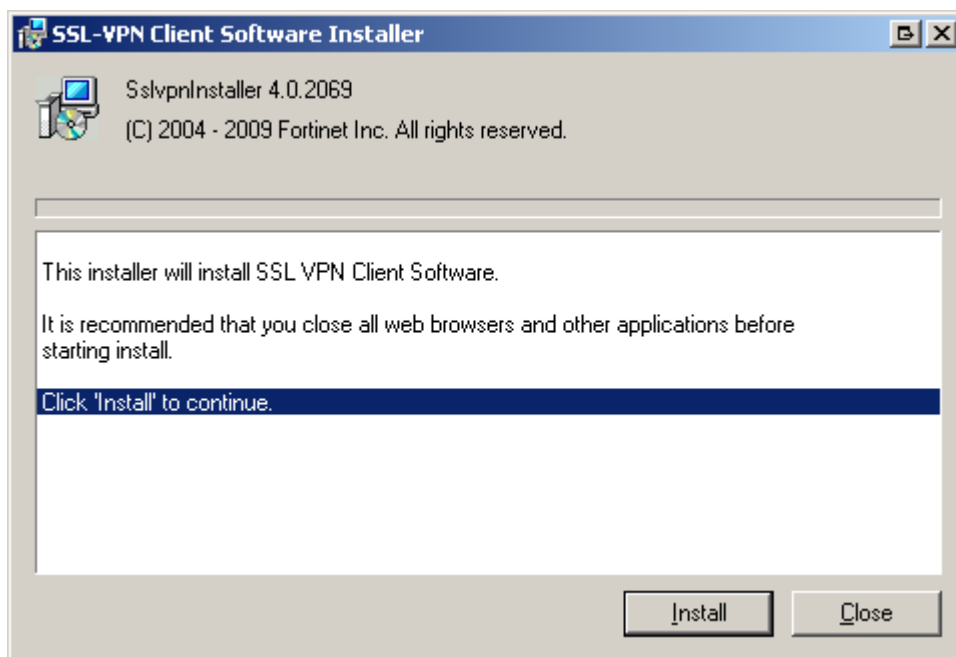 SSL-VPN Client Software Installer
SslvpnInstaller 4.0.2069
(C) 2004 - 2009 Fortinet Inc. All rights reserved.
This installer will install SSL VPN Client Software.
It is recommended that you close all web browsers and other applications before
starting install.
Click 'Install' to continue.
Install Close